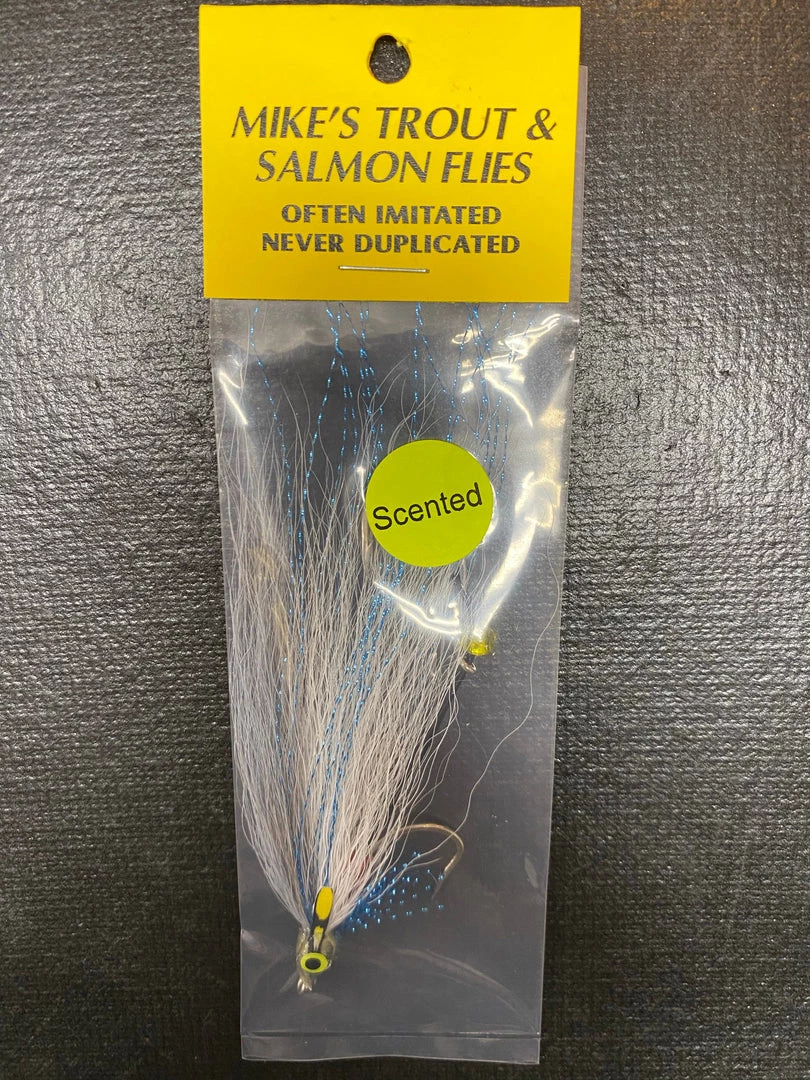 MIKE'S TROUT &
SALMON FLIES
OFTEN IMITATED
NEVER DUPLICATED
Scented